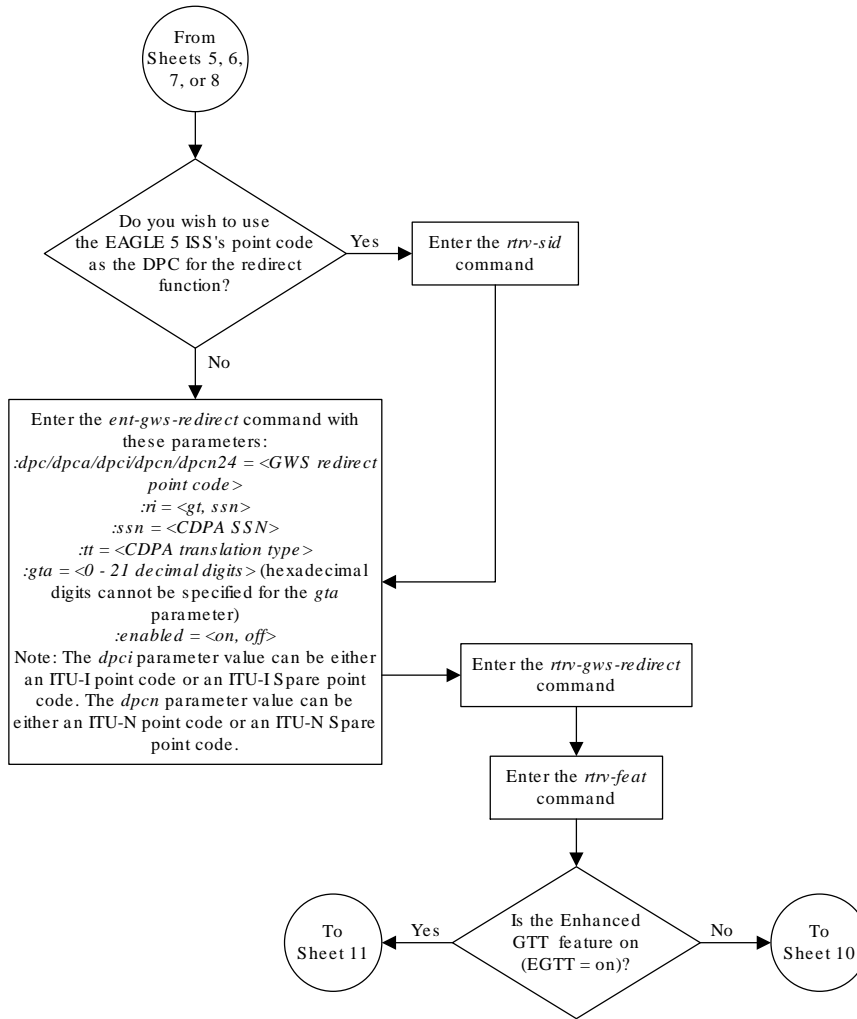 From
Sheets 5, 6,
7, or 8
Do you wish to use
the EAGLE 5 ISS's point code
as the DPC for the redirect
function?
Yes
Enter the rtrv-sid
command
No
Enter the ent-gws-redirect command with
these parameters:
:dpc/dpca/dpci/dpcn/dpcn24 = <GWS redirect
point code>
:ri = <gt, ssn>
:ssn = <CDPA SSN>
:tt = <CDPA translation type>
:gta = <0 - 21 decimal digits> (hexadecimal
digits cannot be specified for the gta
parameter)
:enabled = <on, off>
Note: The dpci parameter value can be either
an ITU-I point code or an ITU-I Spare point
code. The dpcn parameter value can be
either an ITU-N point code or an ITU-N Spare
point code.
Enter the rtrv-gws-redirect
command
Enter the rtrv-feat
command
Is the Enhanced
GTT feature on
(EGTT = on)?
Yes
To
Sheet 11
No
To
Sheet 10